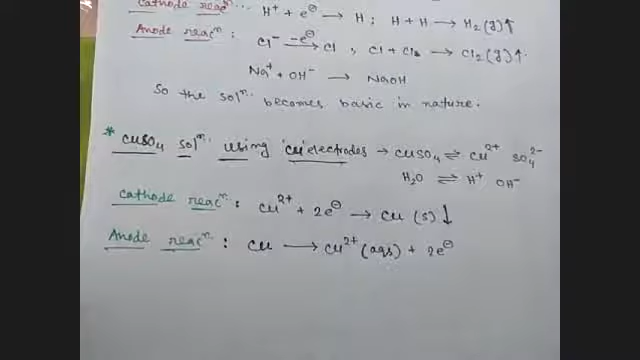 Cathode reacⁿ: H⁺ + e⊖ → H ; H + H → H₂ (g)↑
Anode reacⁿ: Cl⁻ −e⊖→ Cl , Cl + Cl → Cl₂ (g)↑
Na⁺ + OH⁻ → NaOH
So the solⁿ becomes basic in nature.
* CuSO₄ solⁿ using 'Cu' electrodes → CuSO₄ ⇌ Cu²⁺ SO₄²⁻
H₂O ⇌ H⁺ OH⁻
Cathode reacⁿ: Cu²⁺ + 2e⊖ → Cu (s)↓
Anode reacⁿ: Cu → Cu²⁺ (aqs) + 2e⊖